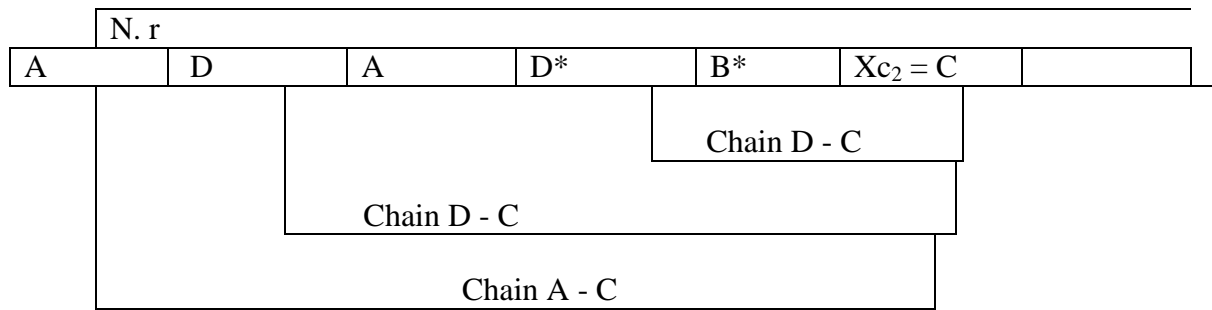 N. r
A D A D* B* Xc₂ = C
Chain D - C
Chain D - C
Chain A - C